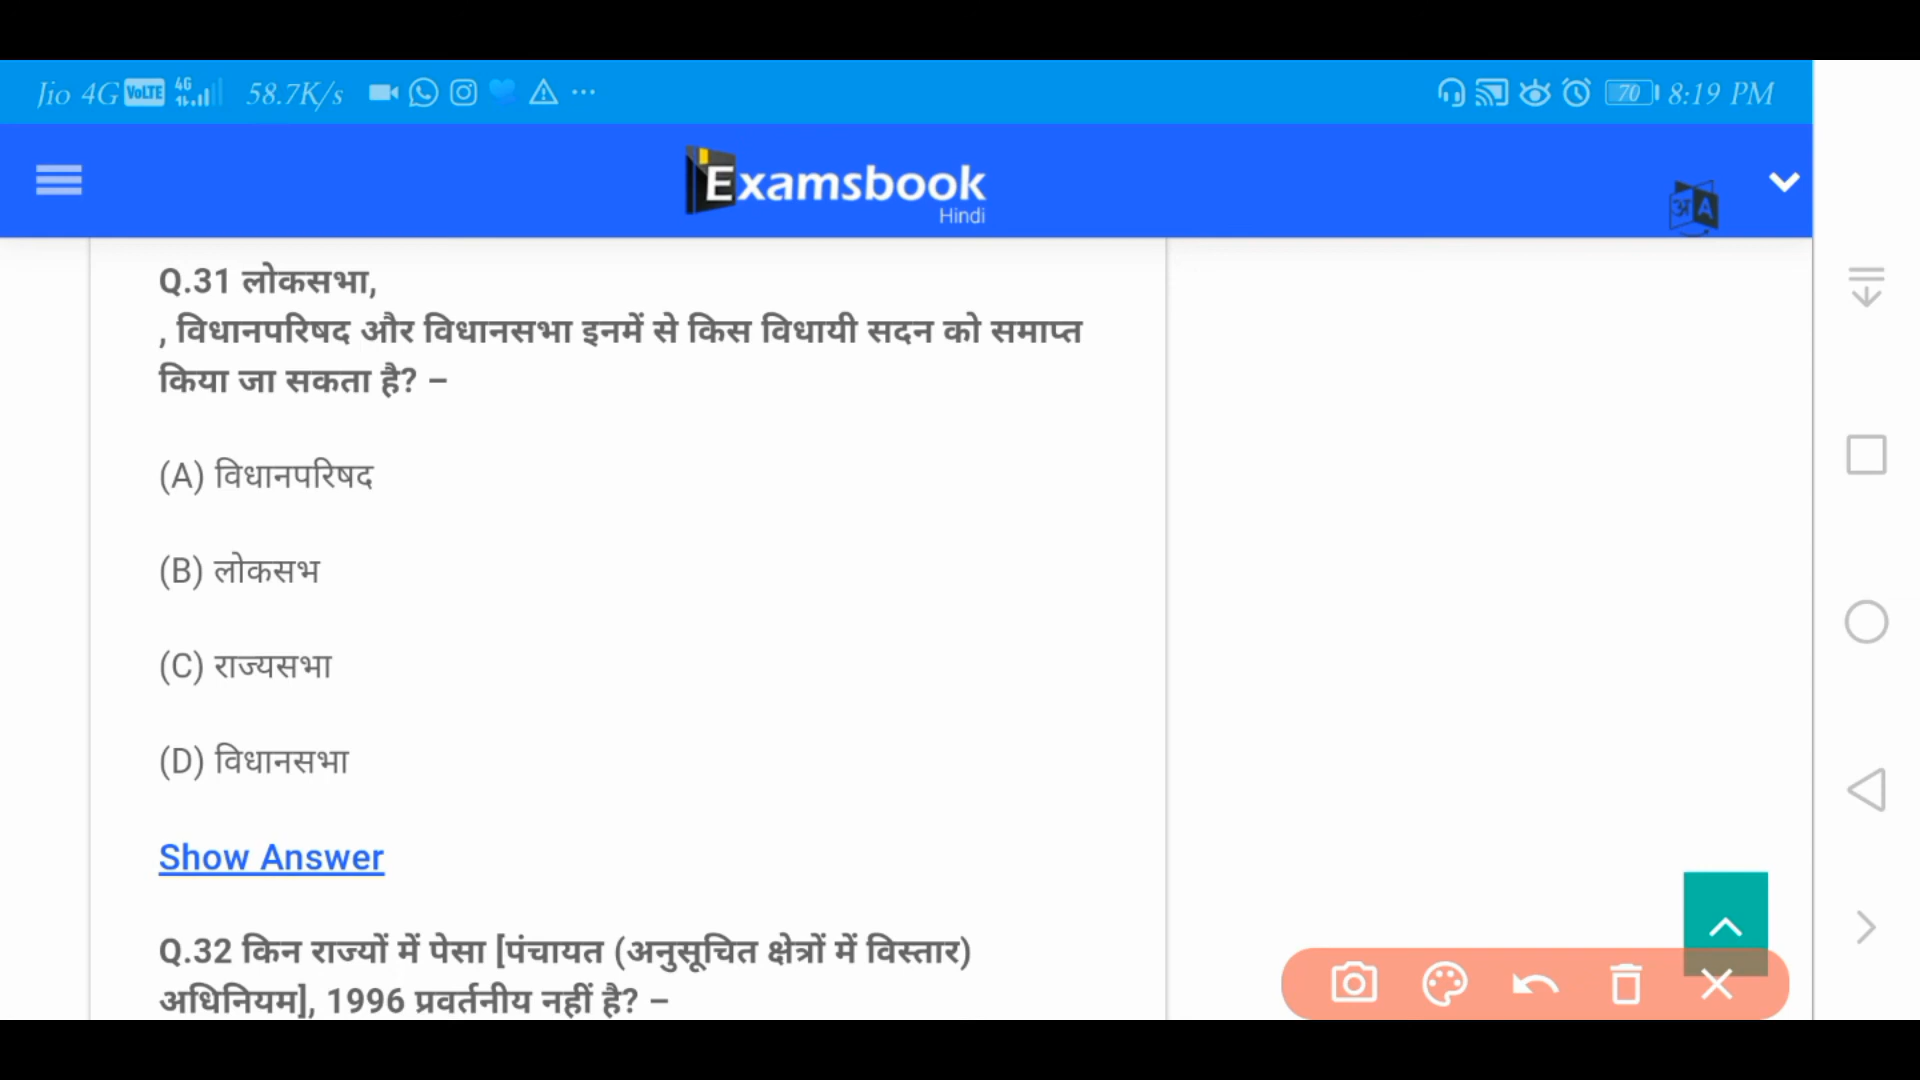 Jio 4G VoLTE 4G 58.7K/s ... 70 8:19 PM
Examsbook
Hindi
अ A
Q.31 लोकसभा,
, विधानपरिषद और विधानसभा इनमें से किस विधायी सदन को समाप्त
किया जा सकता है? –
(A) विधानपरिषद
(B) लोकसभ
(C) राज्यसभा
(D) विधानसभा
Show Answer
Q.32 किन राज्यों में पेसा [पंचायत (अनुसूचित क्षेत्रों में विस्तार)
अधिनियम], 1996 प्रवर्तनीय नहीं है? –